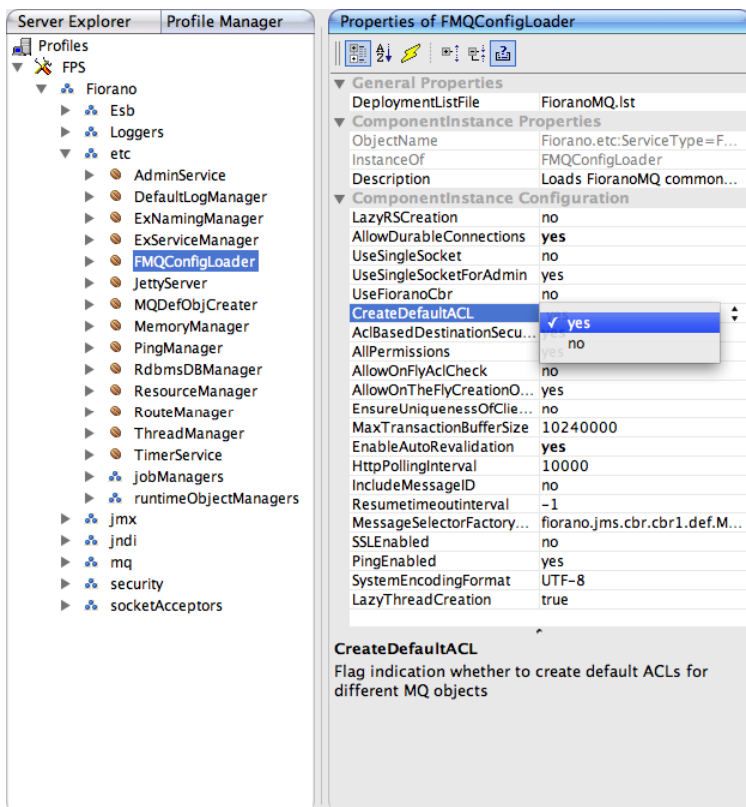 Server Explorer
Profile Manager
Profiles
FPS
Fiorano
Esb
Loggers
etc
AdminService
DefaultLogManager
ExNamingManager
ExServiceManager
FMQConfigLoader
JettyServer
MQDefObjCreater
MemoryManager
PingManager
RdbmsDBManager
ResourceManager
RouteManager
ThreadManager
TimerService
jobManagers
runtimeObjectManagers
jmx
jndi
mq
security
socketAcceptors
Properties of FMQConfigLoader
General Properties
DeploymentListFile FioranoMQ.lst
ComponentInstance Properties
ObjectName Fiorano.etc:ServiceType=F...
InstanceOf FMQConfigLoader
Description Loads FioranoMQ common...
ComponentInstance Configuration
LazyRSCreation no
AllowDurableConnections yes
UseSingleSocket no
UseSingleSocketForAdmin yes
UseFioranoCbr no
CreateDefaultACL
✓ yes
no
AclBasedDestinationSecu...
AllPermissions yes
AllowOnFlyAclCheck no
AllowOnTheFlyCreationO... yes
EnsureUniquenessOfClie... no
MaxTransactionBufferSize 10240000
EnableAutoRevalidation yes
HttpPollingInterval 10000
IncludeMessageID no
Resumetimeoutinterval -1
MessageSelectorFactory... fiorano.jms.cbr.cbr1.def.M...
SSLEnabled no
PingEnabled yes
SystemEncodingFormat UTF-8
LazyThreadCreation true
CreateDefaultACL
Flag indication whether to create default ACLs for
different MQ objects